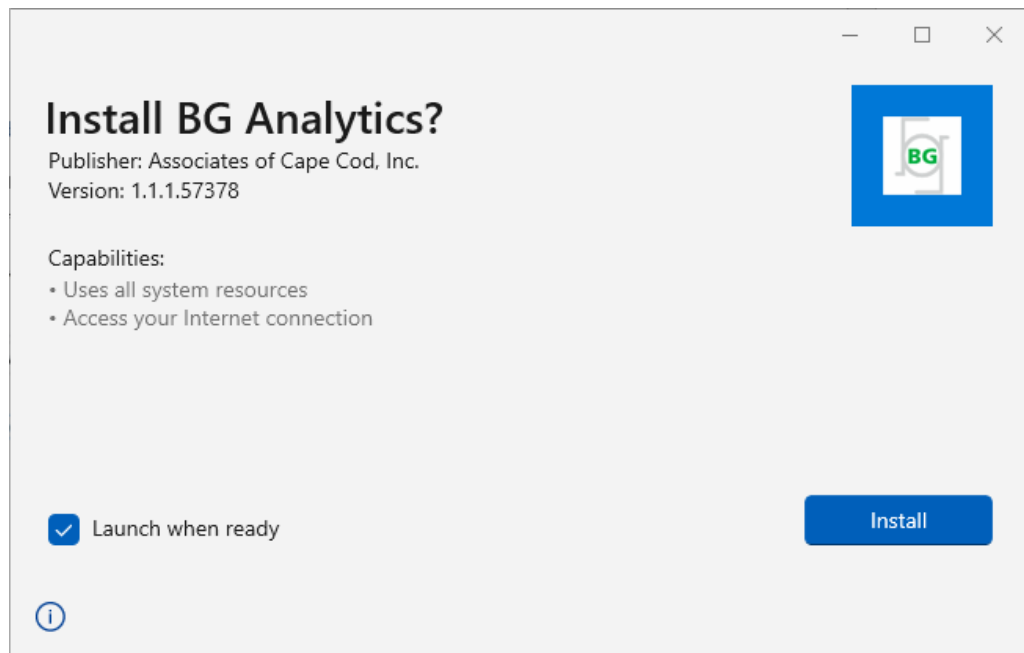 Install BG Analytics?
Publisher: Associates of Cape Cod, Inc.
Version: 1.1.1.57378
BG
Capabilities:
• Uses all system resources
• Access your Internet connection
Launch when ready
Install